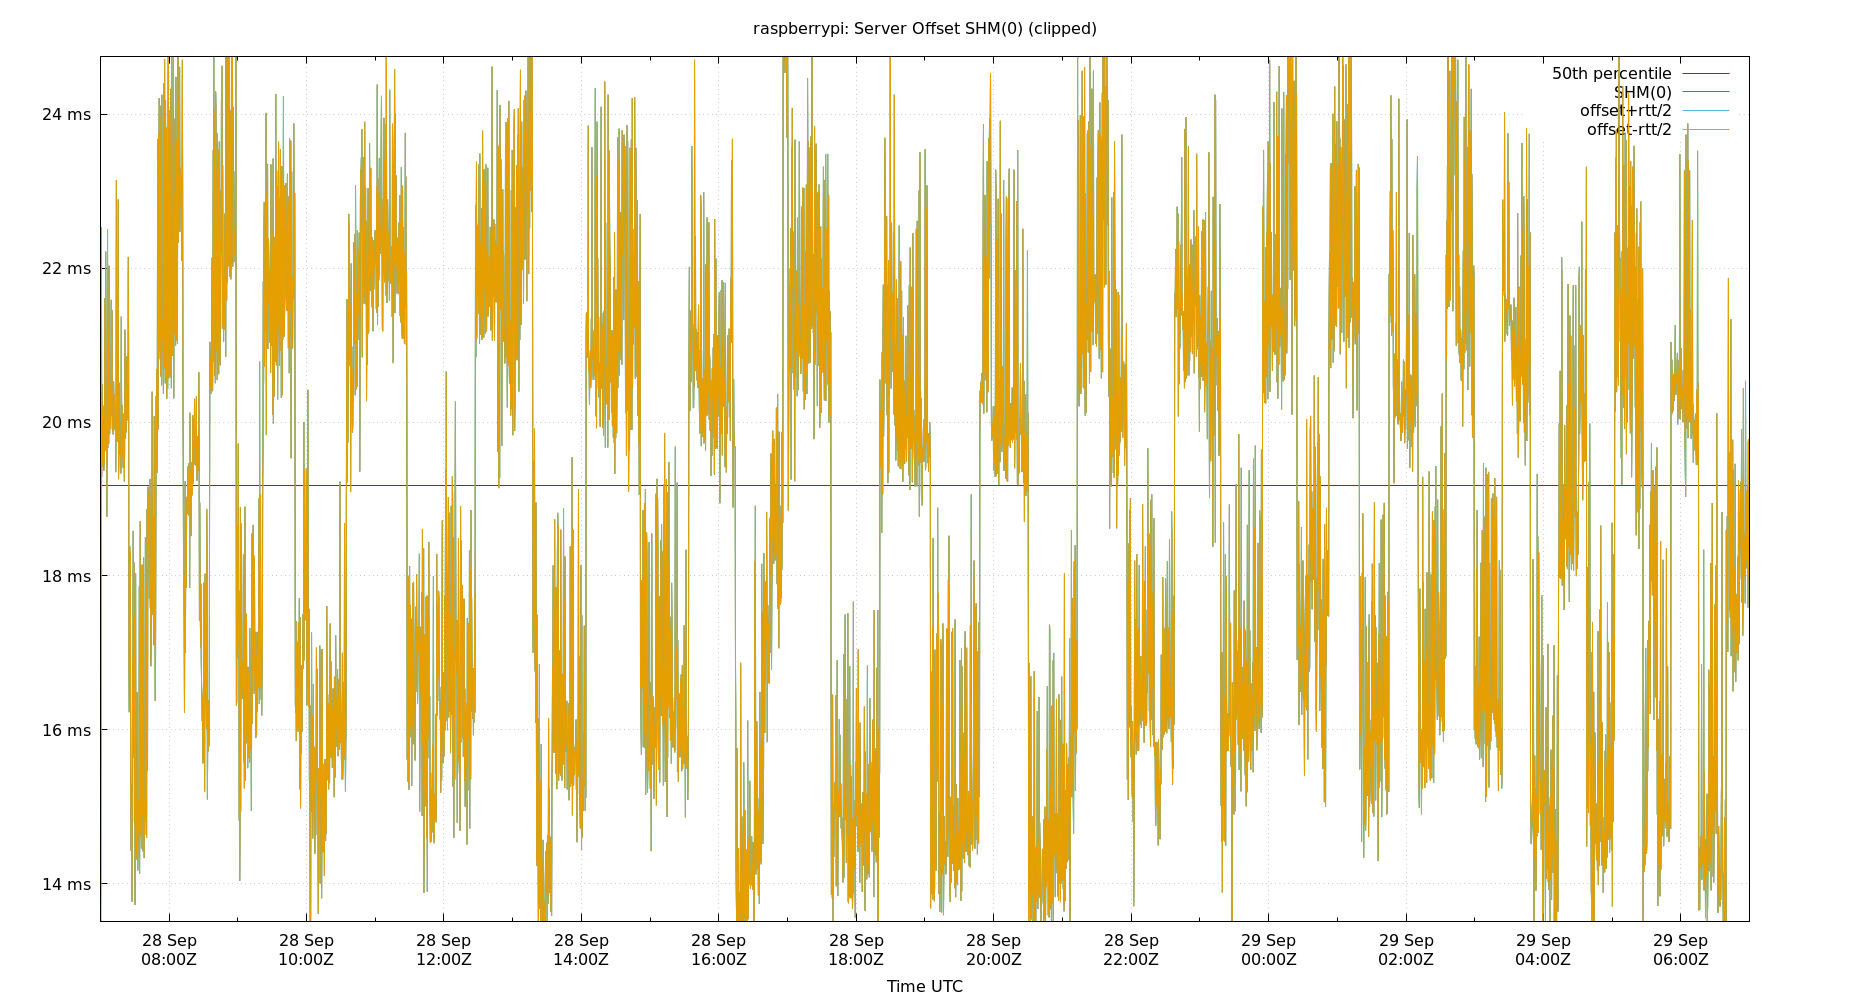 raspberrypi: Server Offset SHM(0) (clipped)
50th percentile
SHM(0)
offset+rtt/2
offset-rtt/2
24 ms
22 ms
20 ms
18 ms
16 ms
14 ms
28 Sep 28 Sep 28 Sep 28 Sep 28 Sep 28 Sep 28 Sep 28 Sep 29 Sep 29 Sep 29 Sep 29 Sep
08:00Z 10:00Z 12:00Z 14:00Z 16:00Z 18:00Z 20:00Z 22:00Z 00:00Z 02:00Z 04:00Z 06:00Z
Time UTC